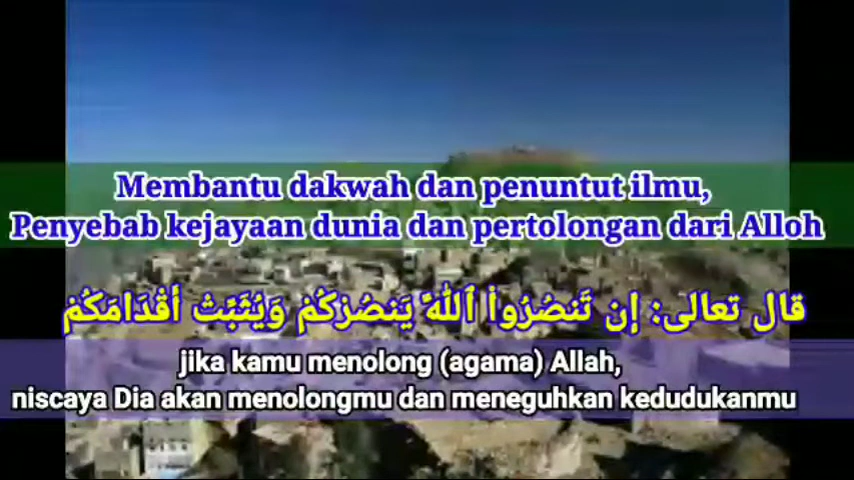 Membantu dakwah dan penuntut ilmu,
Penyebab kejayaan dunia dan pertolongan dari Alloh
قال تعالى: إِن تَنصُرُوا۟ ٱللَّهَ يَنصُرْكُمْ وَيُثَبِّتْ أَقْدَامَكُمْ
jika kamu menolong (agama) Allah,
niscaya Dia akan menolongmu dan meneguhkan kedudukanmu